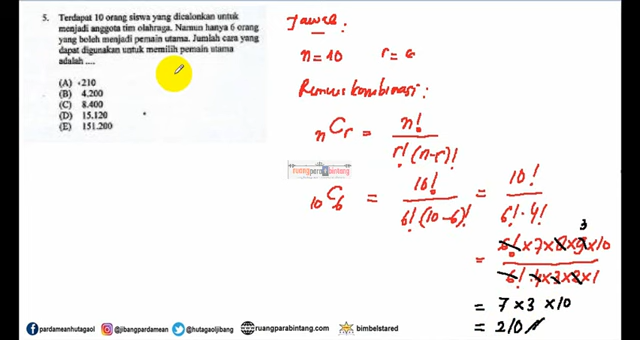 5. Terdapat 10 orang siswa yang dicalonkan untuk
menjadi anggota tim olahraga. Namun hanya 6 orang
yang boleh menjadi pemain utama. Jumlah cara yang
dapat digunakan untuk memilih pemain utama
adalah ....
(A) 210
(B) 4.200
(C) 8.400
(D) 15.120
(E) 151.200
Jawab
n = 10 r = 6
Rumus kombinasi :
nCr = n! / r! (n-r)!
ruangparabintang
10C6 = 10! / 6! (10-6)! = 10! / 6! · 4!
3
= 6! × 7 × 8 × 9 × 10 / 6! · 4 × 3 × 2 × 1
= 7 × 3 × 10
= 210
pardameanhutagaol @jibangpardamean @hutagaoljibang ruangparabintang.com bimbelstared